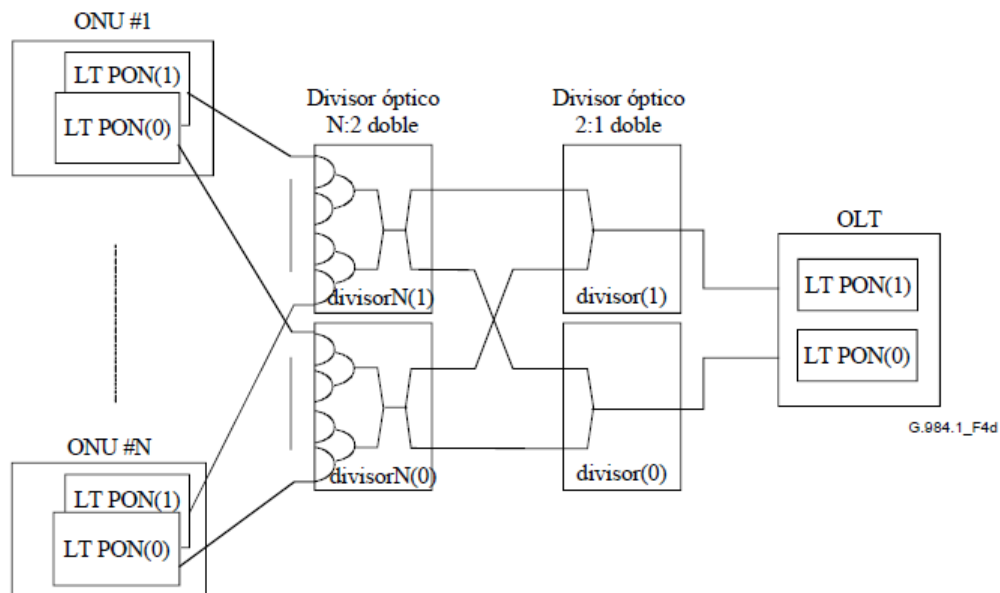 ONU #1
LT PON(1)
LT PON(0)
Divisor óptico
N:2 doble
Divisor óptico
2:1 doble
divisorN(1)
divisor(1)
OLT
LT PON(1)
LT PON(0)
G.984.1_F4d
divisorN(0)
divisor(0)
ONU #N
LT PON(1)
LT PON(0)